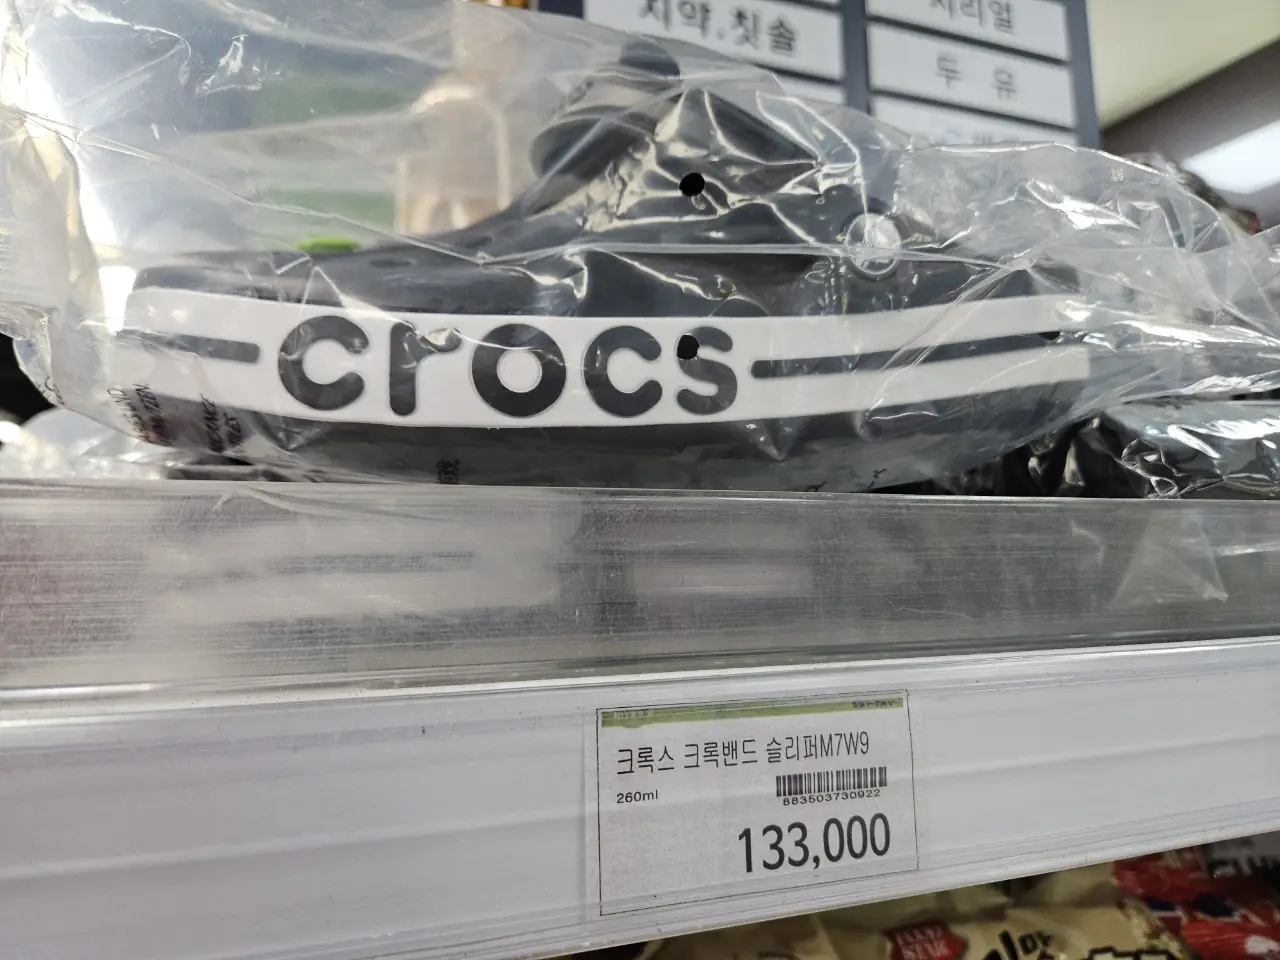 치약.칫솔
시리얼
두 유
crocs
크록스 크록밴드 슬리퍼M7W9
260ml
883503730922
133,000